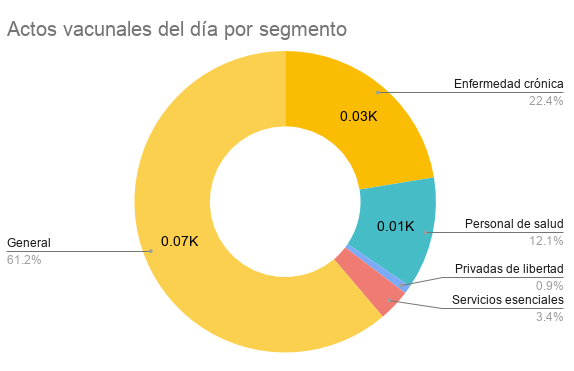 Actos vacunales del día por segmento
Enfermedad crónica
22.4%
0.03K
Personal de salud
12.1%
0.01K
General
61.2%
0.07K
Privadas de libertad
0.9%
Servicios esenciales
3.4%